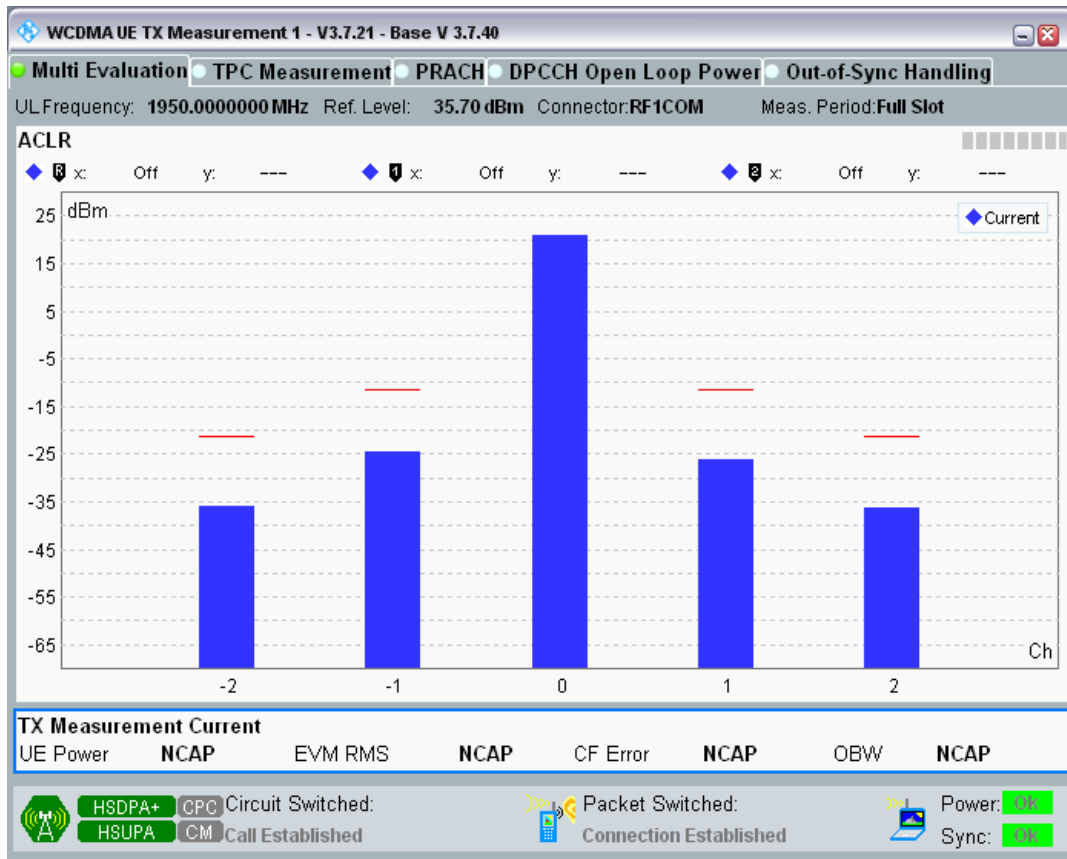 WCDMA UE TX Measurement 1 - V3.7.21 - Base V 3.7.40
Multi Evaluation TPC Measurement PRACH DPCCH Open Loop Power Out-of-Sync Handling
UL Frequency: 1950.0000000 MHz Ref. Level: 35.70 dBm Connector:RF1COM Meas. Period:Full Slot
ACLR
R x: Off y: --- 1 x: Off y: --- 2 x: Off y: ---
dBm
Current
25
15
5
-5
-15
-25
-35
-45
-55
-65
Ch
-2 -1 0 1 2
TX Measurement Current
UE Power NCAP EVM RMS NCAP CF Error NCAP OBW NCAP
HSDPA+ CPC Circuit Switched: Packet Switched: Power: Ok
HSUPA CM Call Established Connection Established Sync: Ok